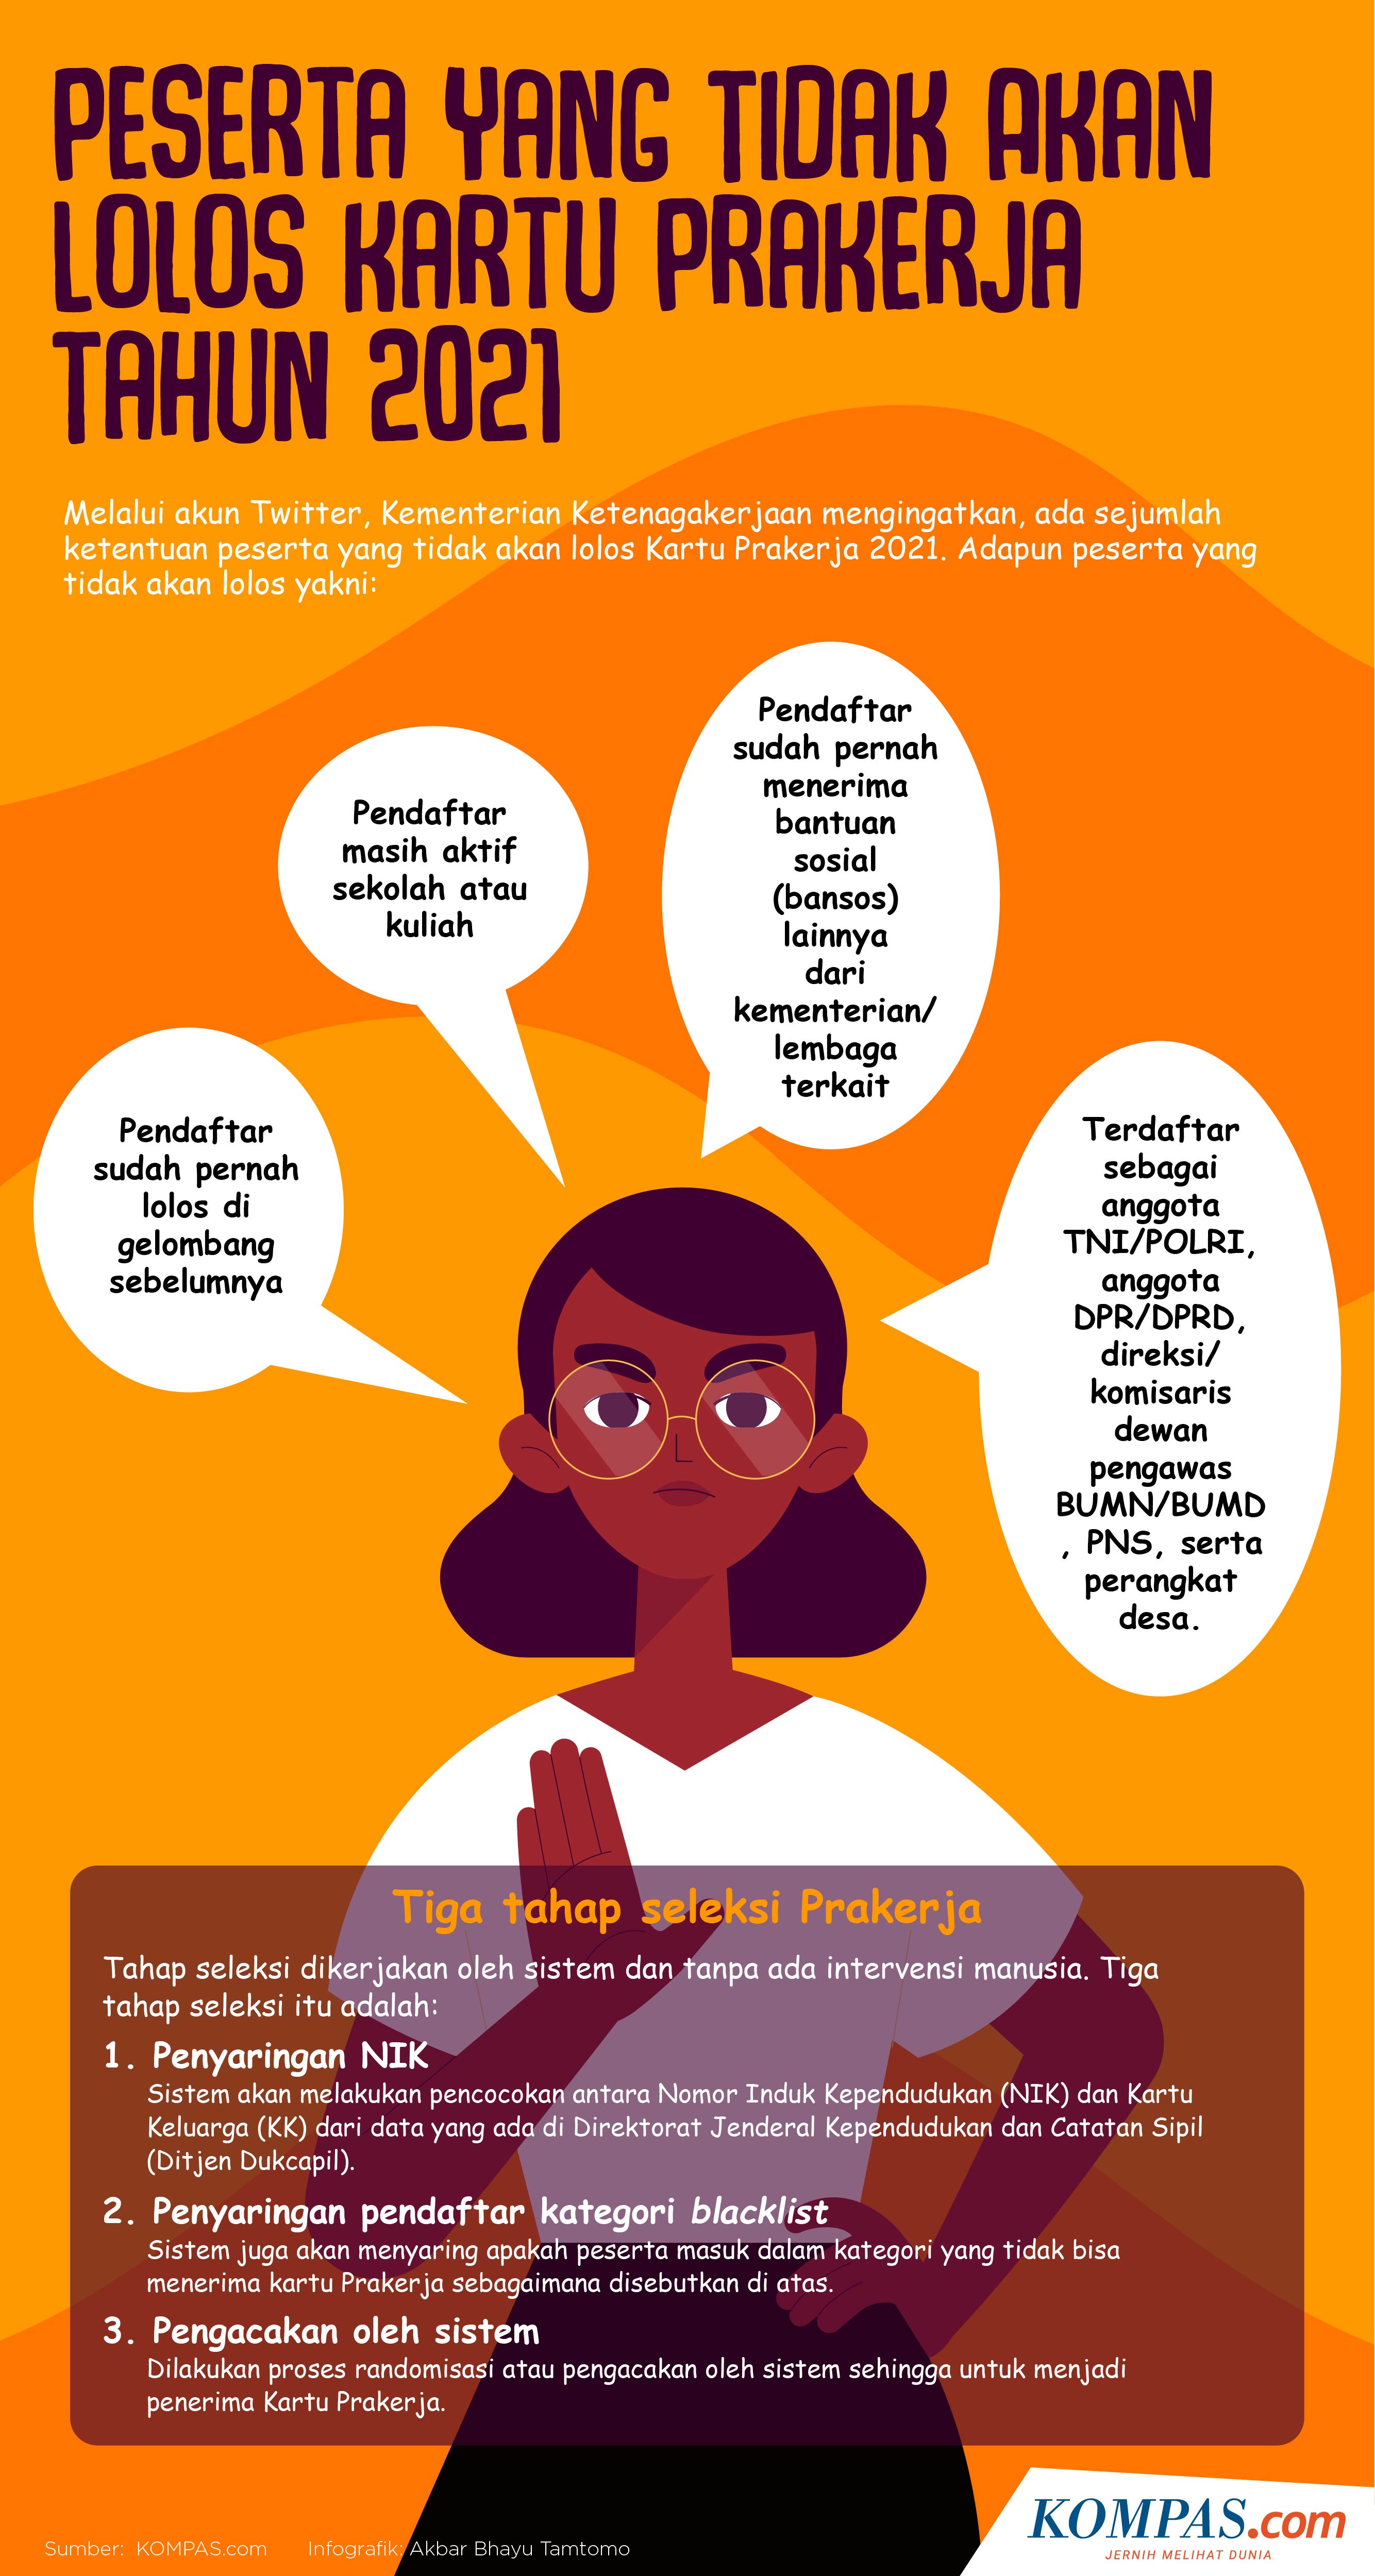 PESERTA YANG TIDAK AKAN
LOLOS KARTU PRAKERJA
TAHUN 2021
Melalui akun Twitter, Kementerian Ketenagakerjaan mengingatkan, ada sejumlah
ketentuan peserta yang tidak akan lolos Kartu Prakerja 2021. Adapun peserta yang
tidak akan lolos yakni:
Pendaftar
sudah pernah
lolos di
gelombang
sebelumnya
Pendaftar
masih aktif
sekolah atau
kuliah
Pendaftar
sudah pernah
menerima
bantuan
sosial
(bansos)
lainnya
dari
kementerian/
lembaga
terkait
Terdaftar
sebagai
anggota
TNI/POLRI,
anggota
DPR/DPRD,
direksi/
komisaris
dewan
pengawas
BUMN/BUMD
, PNS, serta
perangkat
desa.
Tiga tahap seleksi Prakerja
Tahap seleksi dikerjakan oleh sistem dan tanpa ada intervensi manusia. Tiga
tahap seleksi itu adalah:
1. Penyaringan NIK
Sistem akan melakukan pencocokan antara Nomor Induk Kependudukan (NIK) dan Kartu
Keluarga (KK) dari data yang ada di Direktorat Jenderal Kependudukan dan Catatan Sipil
(Ditjen Dukcapil).
2. Penyaringan pendaftar kategori blacklist
Sistem juga akan menyaring apakah peserta masuk dalam kategori yang tidak bisa
menerima kartu Prakerja sebagaimana disebutkan di atas.
3. Pengacakan oleh sistem
Dilakukan proses randomisasi atau pengacakan oleh sistem sehingga untuk menjadi
penerima Kartu Prakerja.
Sumber: KOMPAS.com Infografik: Akbar Bhayu Tamtomo
KOMPAS.com
JERNIH MELIHAT DUNIA